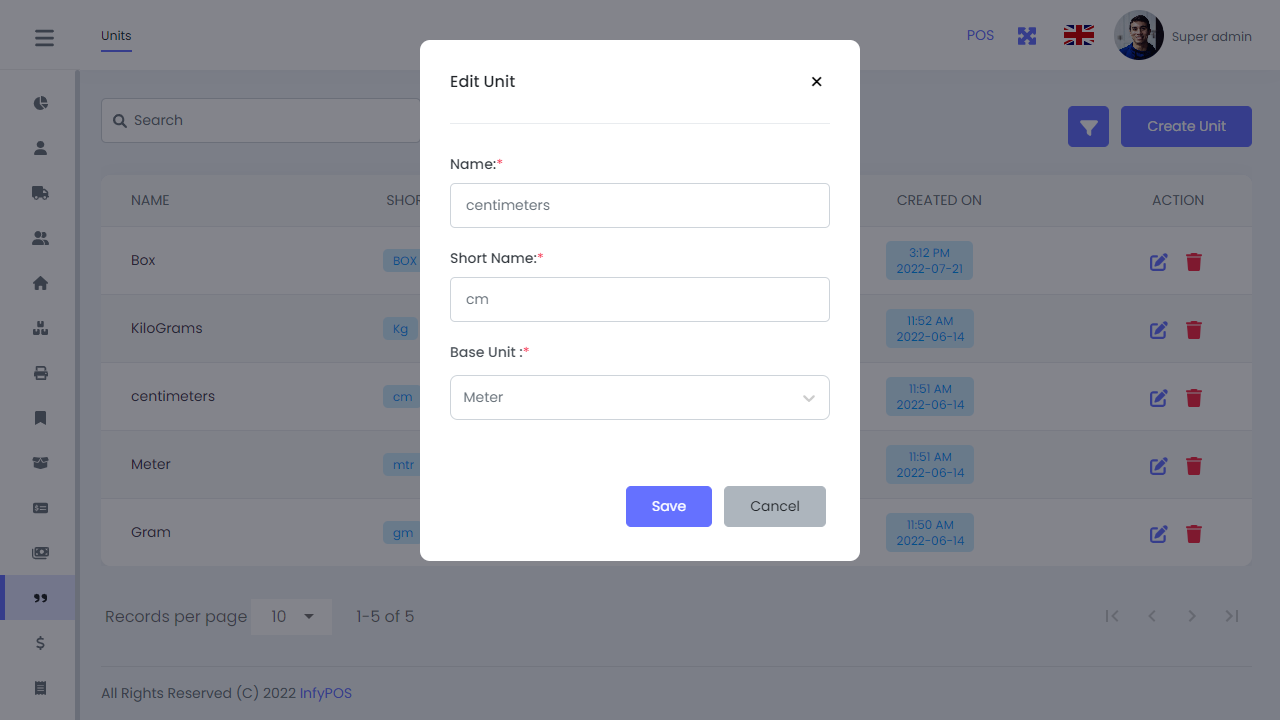 Units
POS
Super admin
Search
Create Unit
NAME
SHOR
CREATED ON
ACTION
Box
BOX
3:12 PM
2022-07-21
KiloGrams
Kg
11:52 AM
2022-06-14
centimeters
cm
11:51 AM
2022-06-14
Meter
mtr
11:51 AM
2022-06-14
Gram
gm
11:50 AM
2022-06-14
Records per page 10 1-5 of 5
All Rights Reserved (C) 2022 InfyPOS
Edit Unit
Name:*
centimeters
Short Name:*
cm
Base Unit :*
Meter
Save Cancel